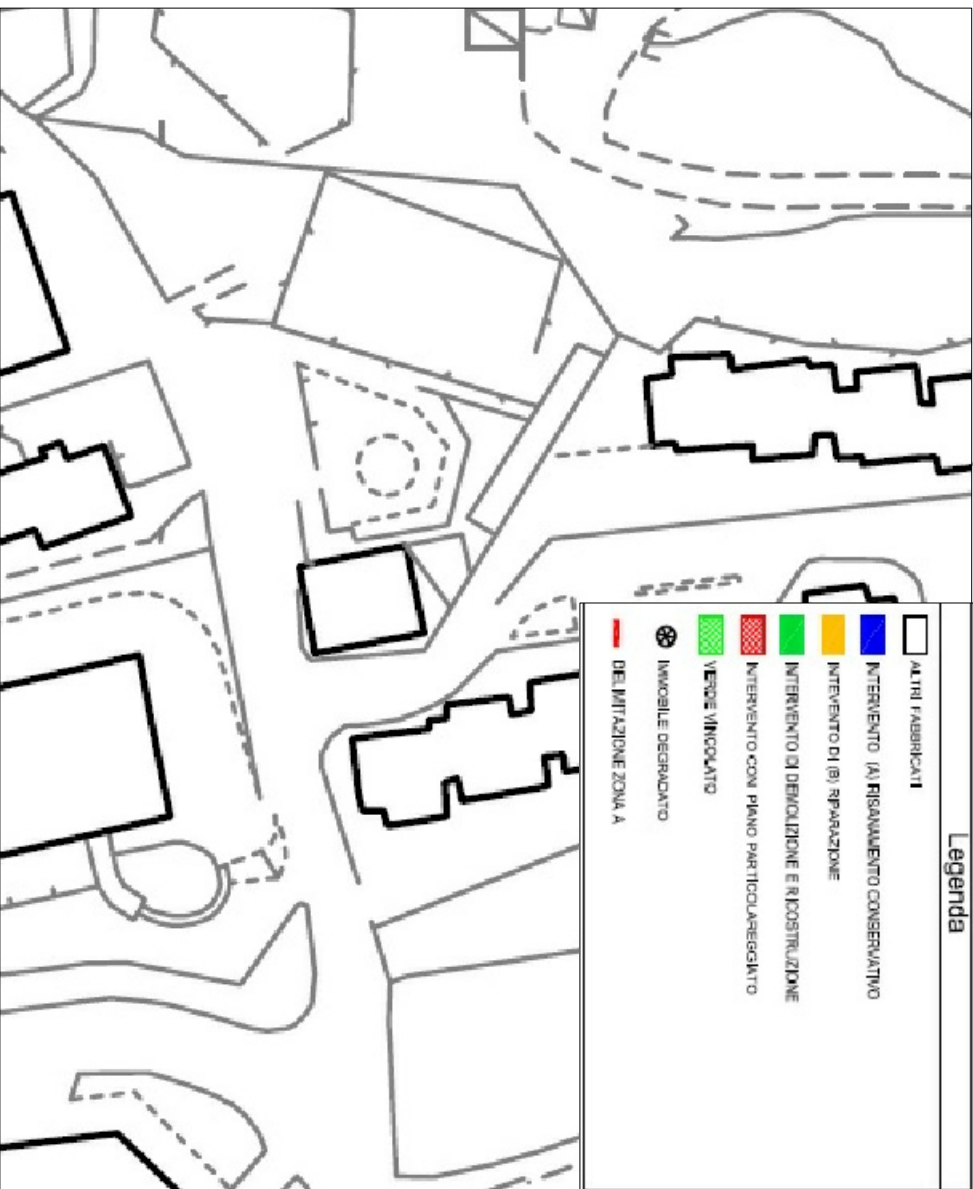 Legenda
ALTRI FABBRICATI
INTERVENTO (A) RISANAMENTO CONSERVATIVO
INTEVENTO DI (B) RIPARAZIONE
INTERVENTO DI DEMOLIZIONE E RICOSTRUZIONE
INTERVENTO CON PIANO PARTICOLAREGGIATO
VERDE VINCOLATO
IMMOBILE DEGRADATO
DELIMITAZIONE ZONA A